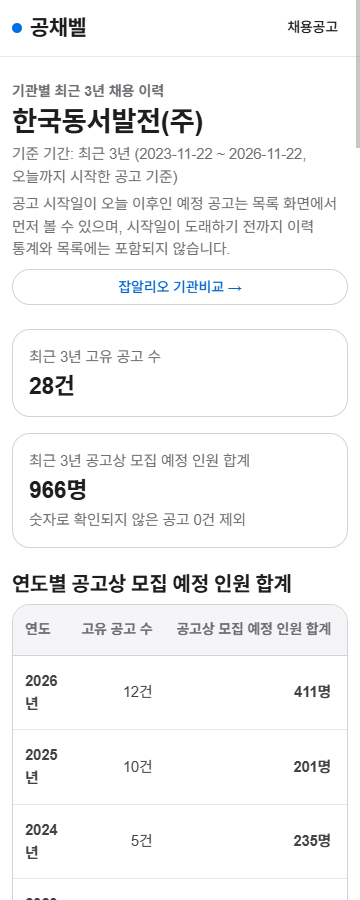 공채벨
채용공고
기관별 최근 3년 채용 이력
한국동서발전(주)
기준 기간: 최근 3년 (2023-11-22 ~ 2026-11-22,
오늘까지 시작한 공고 기준)
공고 시작일이 오늘 이후인 예정 공고는 목록 화면에서
먼저 볼 수 있으며, 시작일이 도래하기 전까지 이력
통계와 목록에는 포함되지 않습니다.
잡알리오 기관비교 →
최근 3년 고유 공고 수
28건
최근 3년 공고상 모집 예정 인원 합계
966명
숫자로 확인되지 않은 공고 0건 제외
연도별 공고상 모집 예정 인원 합계
연도 고유 공고 수 공고상 모집 예정 인원 합계
2026
년 12건 411명
2025
년 10건 201명
2024
년 5건 235명